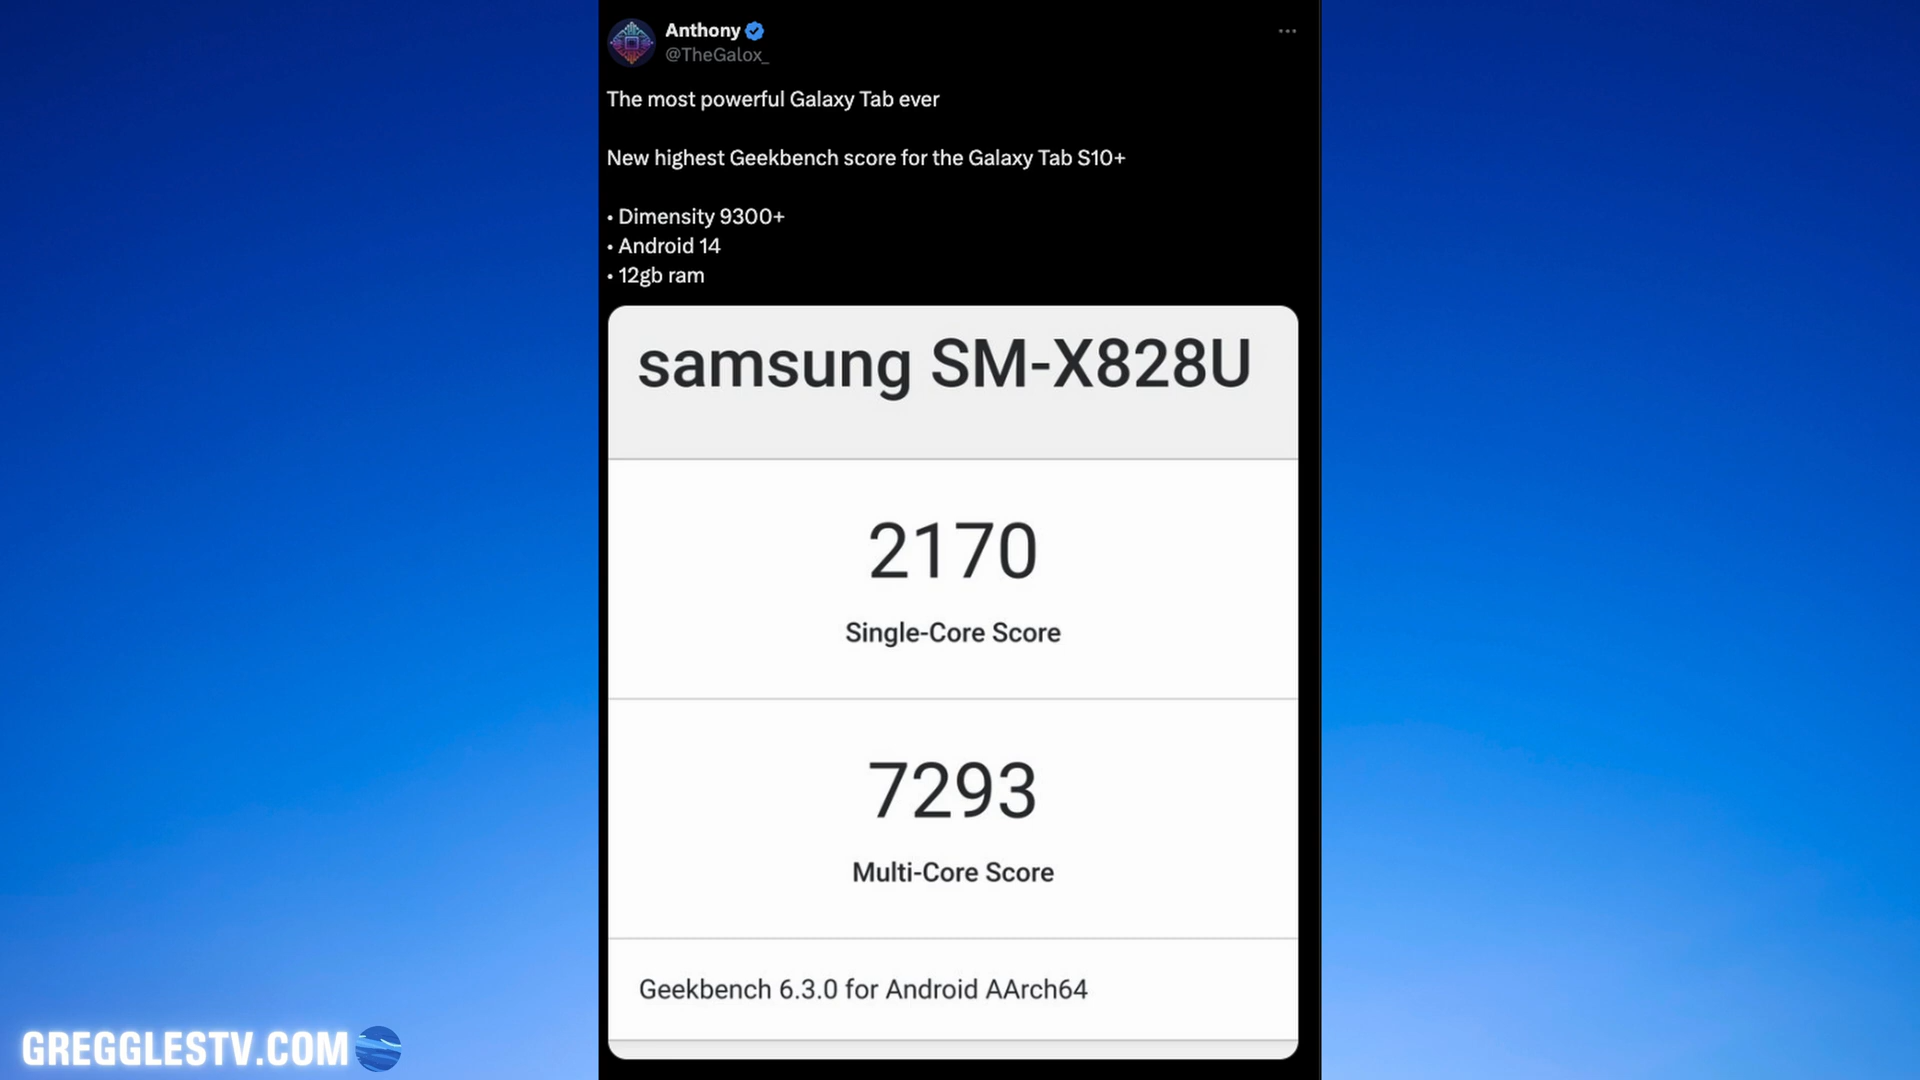 Anthony
@TheGalox_
The most powerful Galaxy Tab ever
New highest Geekbench score for the Galaxy Tab S10+
• Dimensity 9300+
• Android 14
• 12gb ram
samsung SM-X828U
2170
Single-Core Score
7293
Multi-Core Score
Geekbench 6.3.0 for Android AArch64
GREGGLESTV.COM